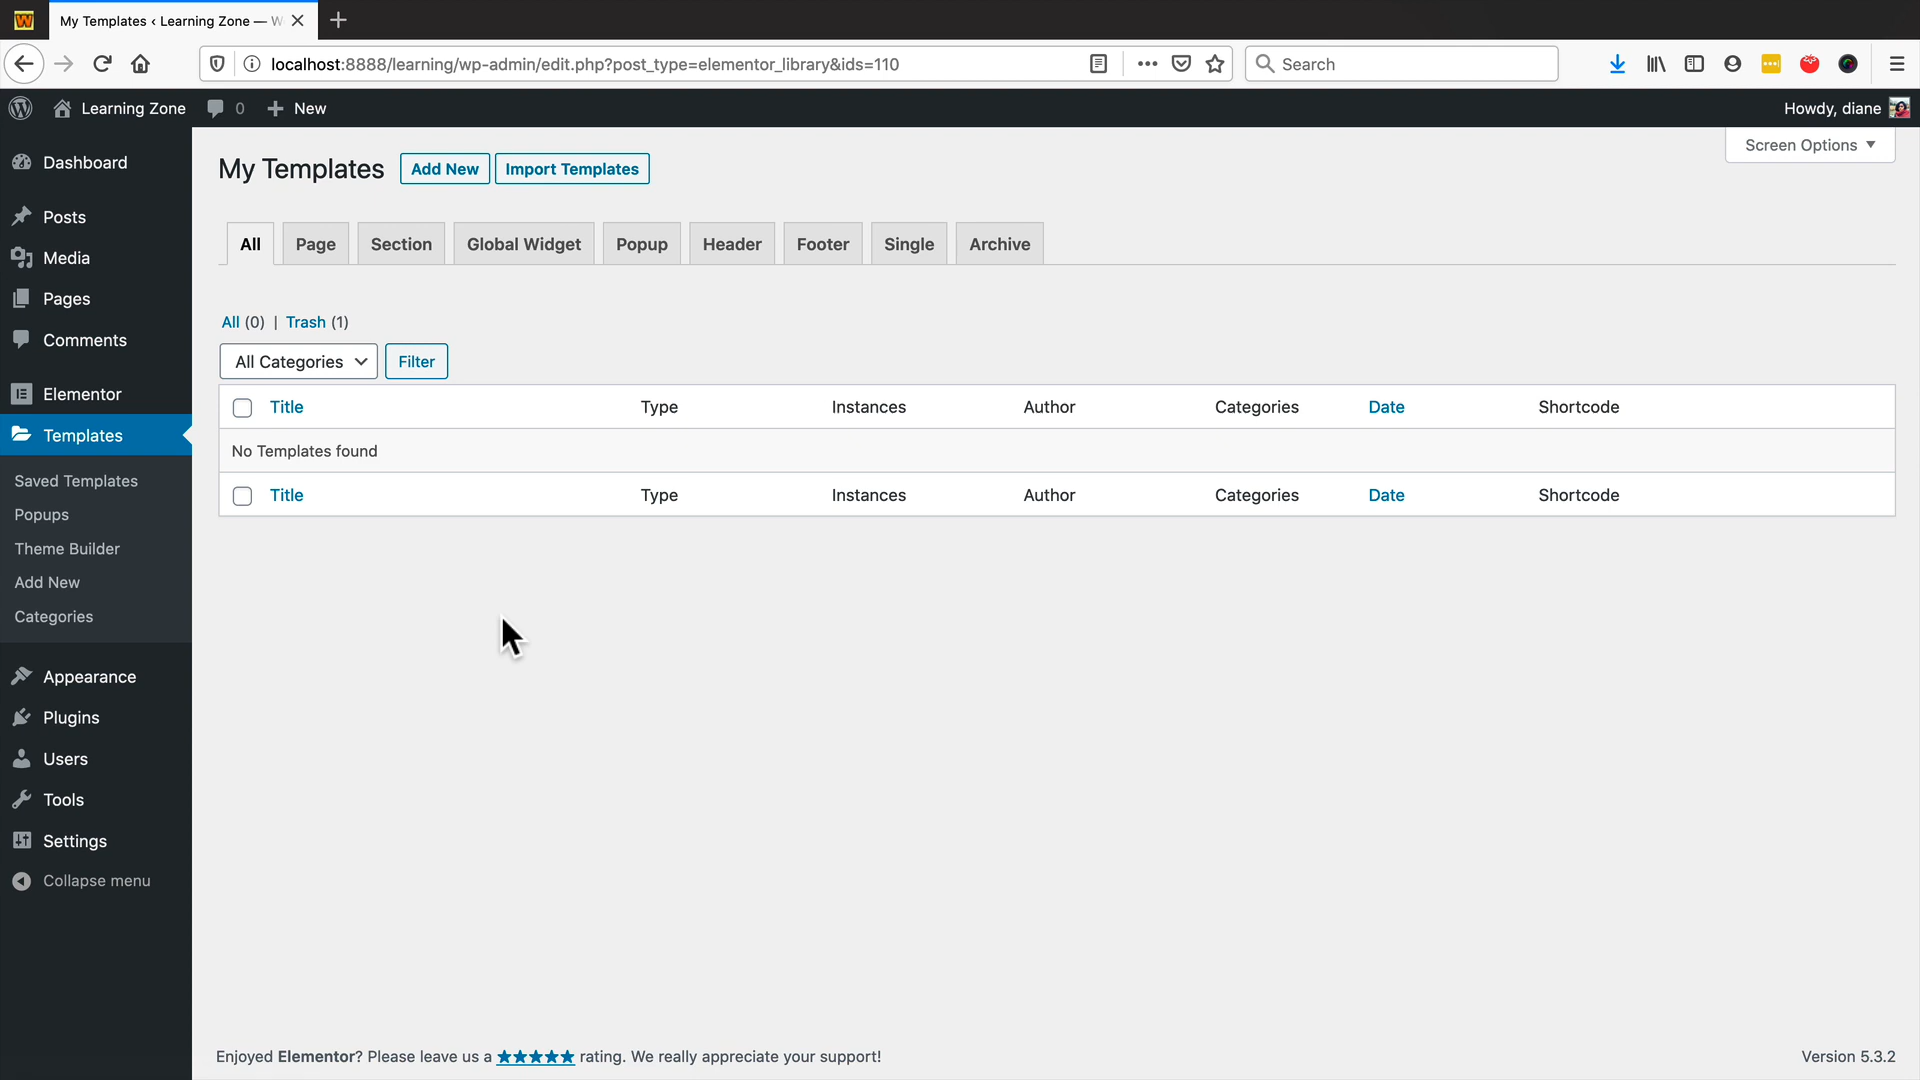 My Templates ‹ Learning Zone — W
localhost:8888/learning/wp-admin/edit.php?post_type=elementor_library&ids=110
Search
Learning Zone
0
New
Howdy, diane
Dashboard
Posts
Media
Pages
Comments
Elementor
Templates
Saved Templates
Popups
Theme Builder
Add New
Categories
Appearance
Plugins
Users
Tools
Settings
Collapse menu
Screen Options
My Templates
Add New
Import Templates
All
Page
Section
Global Widget
Popup
Header
Footer
Single
Archive
All (0) | Trash (1)
All Categories
Filter
Title Type Instances Author Categories Date Shortcode
No Templates found
Title Type Instances Author Categories Date Shortcode
Enjoyed Elementor? Please leave us a ★★★★★ rating. We really appreciate your support!
Version 5.3.2